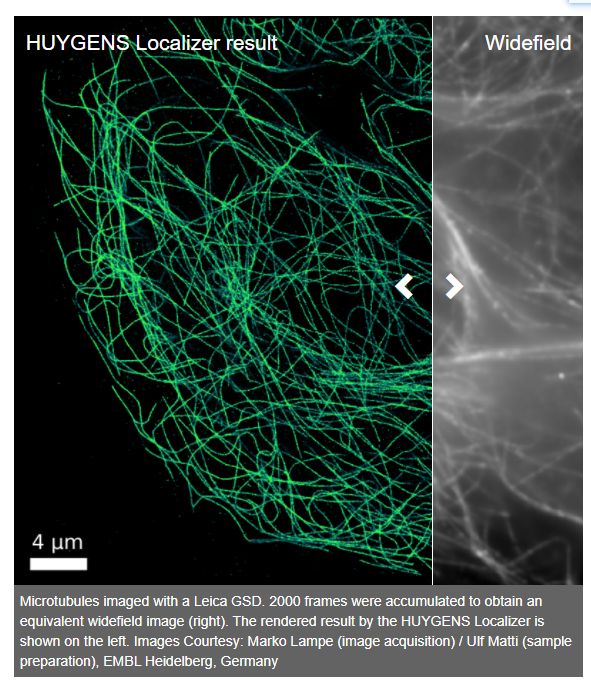 HUYGENS Localizer result
Widefield
4 μm
Microtubules imaged with a Leica GSD. 2000 frames were accumulated to obtain an
equivalent widefield image (right). The rendered result by the HUYGENS Localizer is
shown on the left. Images Courtesy: Marko Lampe (image acquisition) / Ulf Matti (sample
preparation), EMBL Heidelberg, Germany